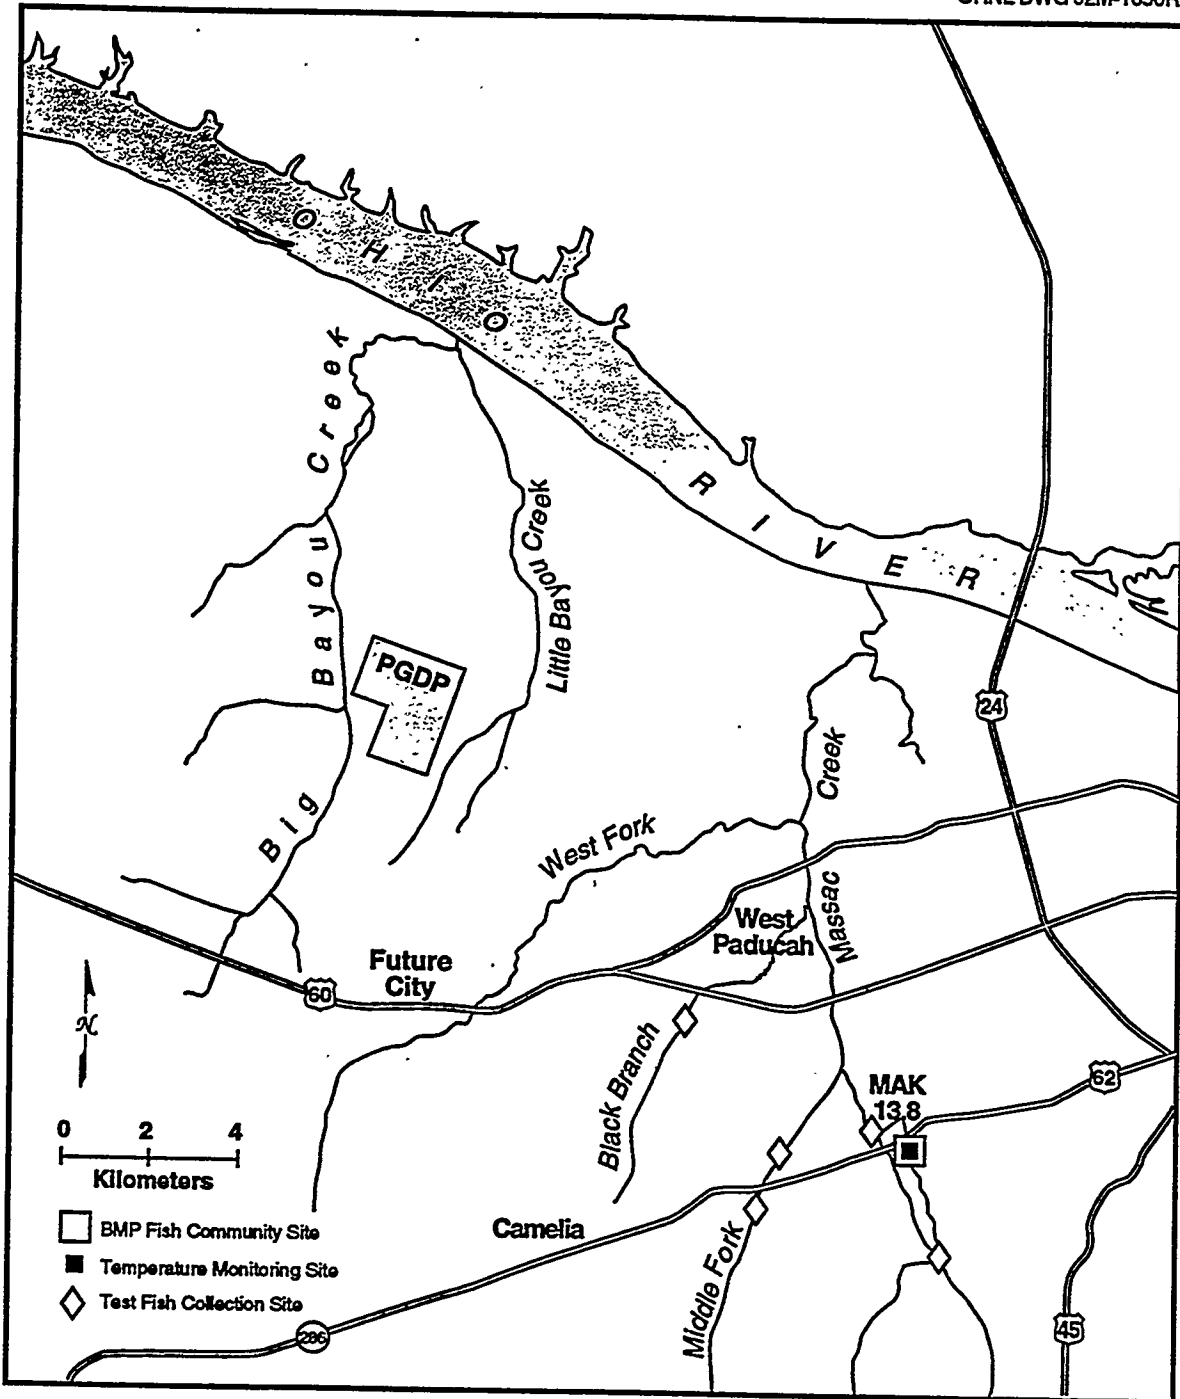 OHIO
RIVER
Big Bayou Creek
Little Bayou Creek
PGDP
24
Massac Creek
West Fork
West
Paducah
Future
City
60
N
Black Branch
MAK
13.8
62
0 2 4
Kilometers
BMP Fish Community Site
Temperature Monitoring Site
Test Fish Collection Site
Camelia
Middle Fork
286
45